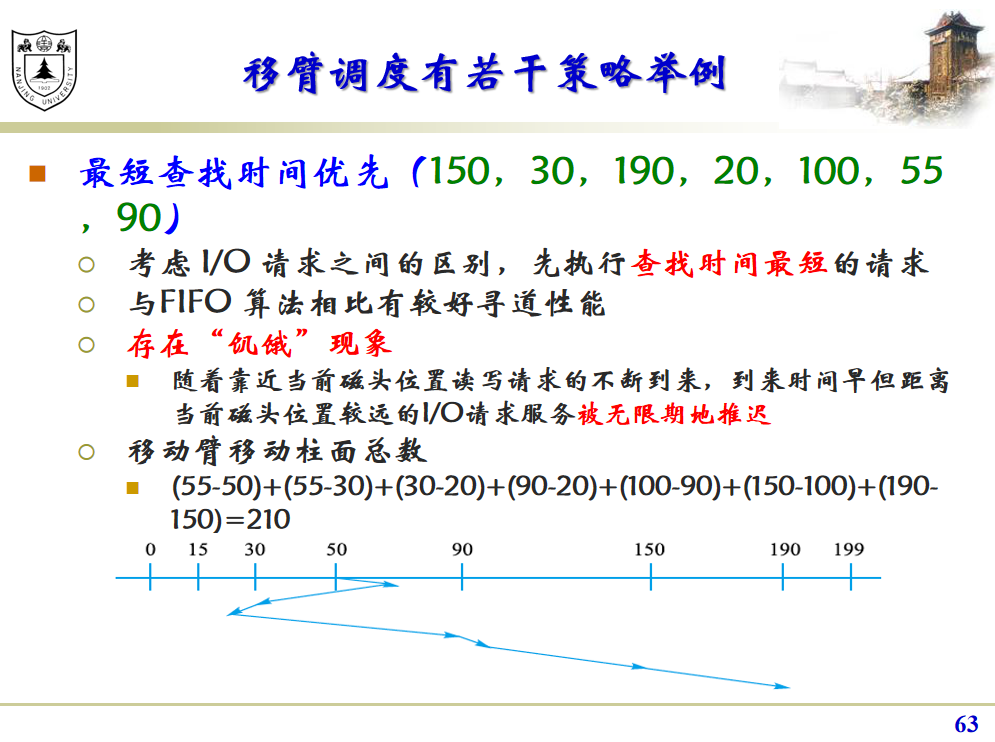 NANJING UNIVERSITY
1902
移臂调度有若干策略举例
最短查找时间优先（150，30，190，20，100，55
，90）
考虑 I/O 请求之间的区别，先执行查找时间最短的请求
与FIFO 算法相比有较好寻道性能
存在“饥饿”现象
随着靠近当前磁头位置读写请求的不断到来，到来时间早但距离
当前磁头位置较远的I/O请求服务被无限期地推迟
移动臂移动柱面总数
(55-50)+(55-30)+(30-20)+(90-20)+(100-90)+(150-100)+(190-
150)=210
0 15 30 50 90 150 190 199
63